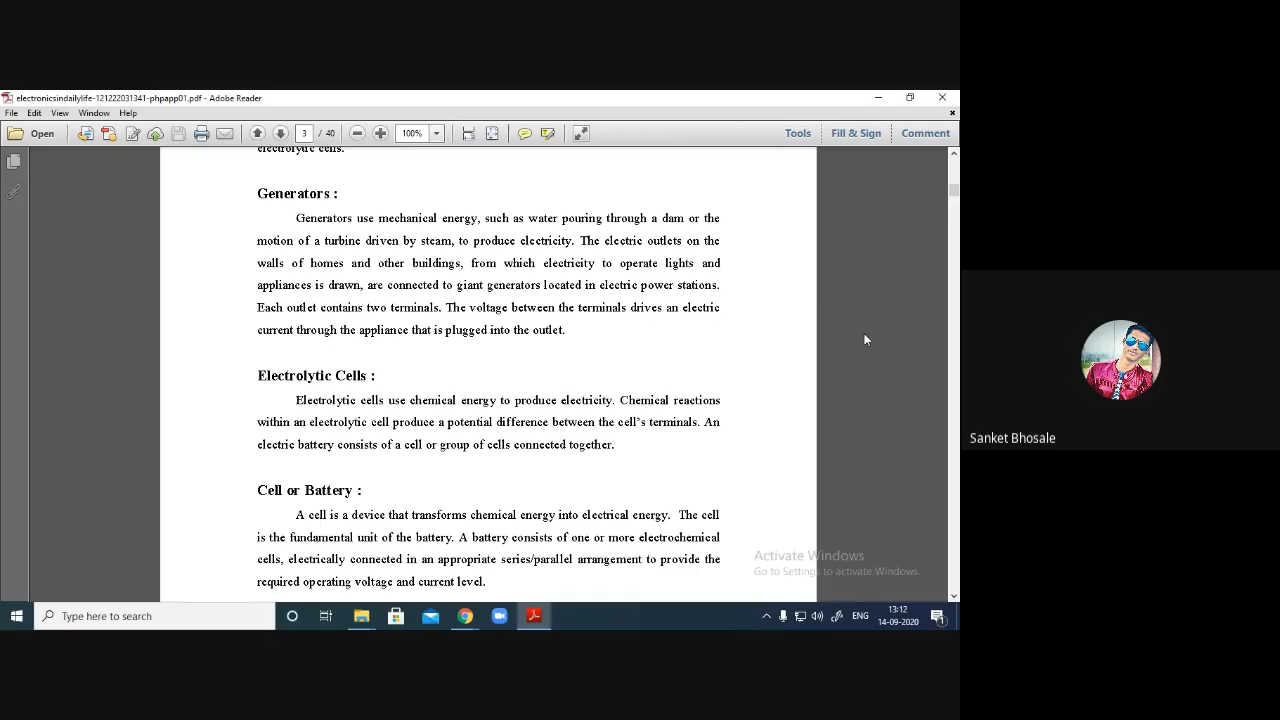 electronicsindailylife-121222031341-phpapp01.pdf - Adobe Reader
File Edit View Window Help
Open 3 / 40 100% Tools Fill & Sign Comment
electrolytic cells.
Generators :
Generators use mechanical energy, such as water pouring through a dam or the
motion of a turbine driven by steam, to produce electricity. The electric outlets on the
walls of homes and other buildings, from which electricity to operate lights and
appliances is drawn, are connected to giant generators located in electric power stations.
Each outlet contains two terminals. The voltage between the terminals drives an electric
current through the appliance that is plugged into the outlet.
Electrolytic Cells :
Electrolytic cells use chemical energy to produce electricity. Chemical reactions
within an electrolytic cell produce a potential difference between the cell’s terminals. An
electric battery consists of a cell or group of cells connected together.
Cell or Battery :
A cell is a device that transforms chemical energy into electrical energy. The cell
is the fundamental unit of the battery. A battery consists of one or more electrochemical
cells, electrically connected in an appropriate series/parallel arrangement to provide the
required operating voltage and current level.
Activate Windows
Go to Settings to activate Windows.
Type here to search
ENG
13:12
14-09-2020
1
Sanket Bhosale